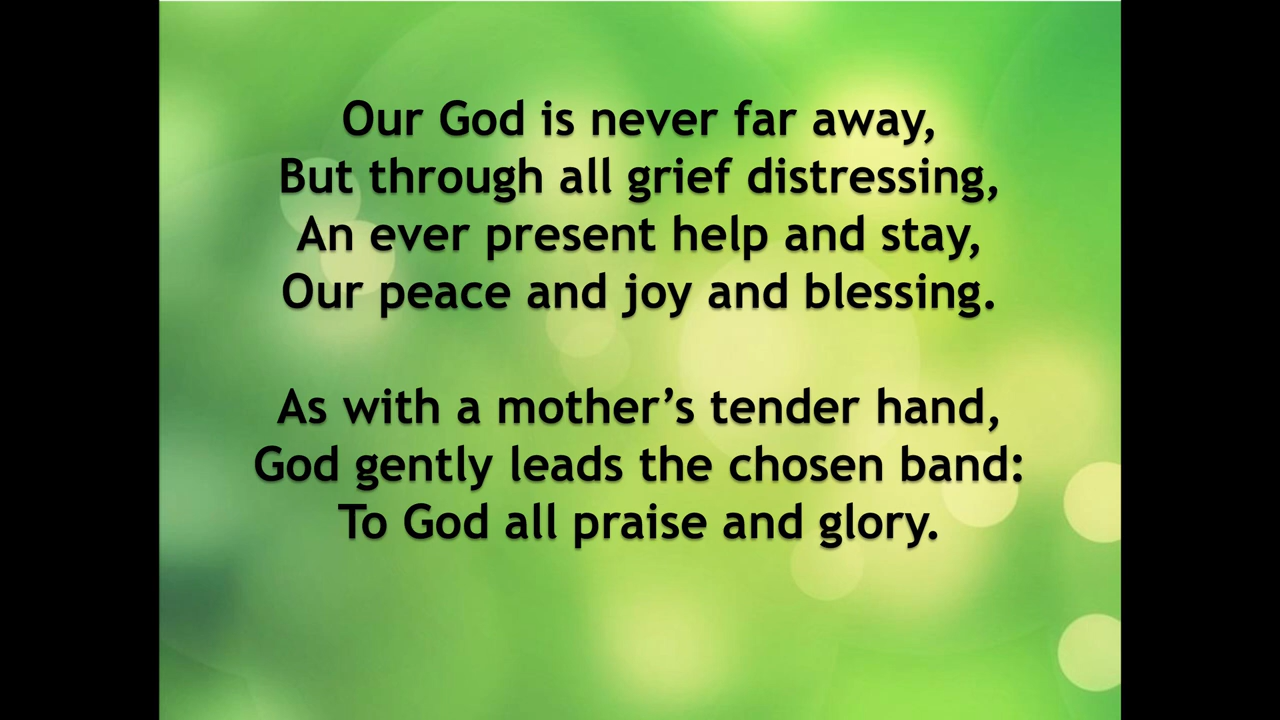 Our God is never far away,
But through all grief distressing,
An ever present help and stay,
Our peace and joy and blessing.
As with a mother’s tender hand,
God gently leads the chosen band:
To God all praise and glory.